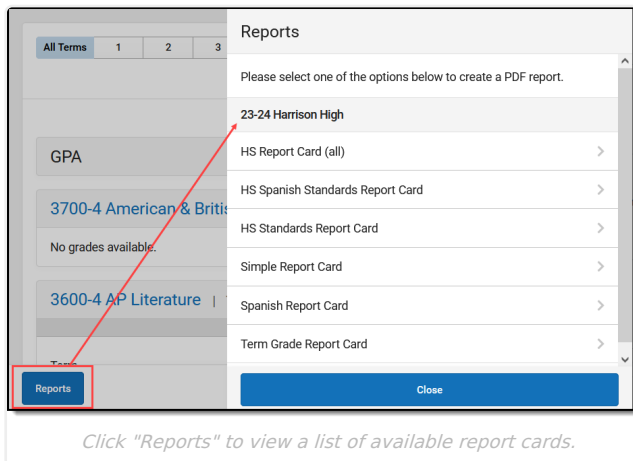 All Terms 1 2 3
GPA
3700-4 American & Britis
No grades available.
3600-4 AP Literature |
Term
Reports
Reports
Please select one of the options below to create a PDF report.
23-24 Harrison High
HS Report Card (all)
HS Spanish Standards Report Card
HS Standards Report Card
Simple Report Card
Spanish Report Card
Term Grade Report Card
Close
Click "Reports" to view a list of available report cards.